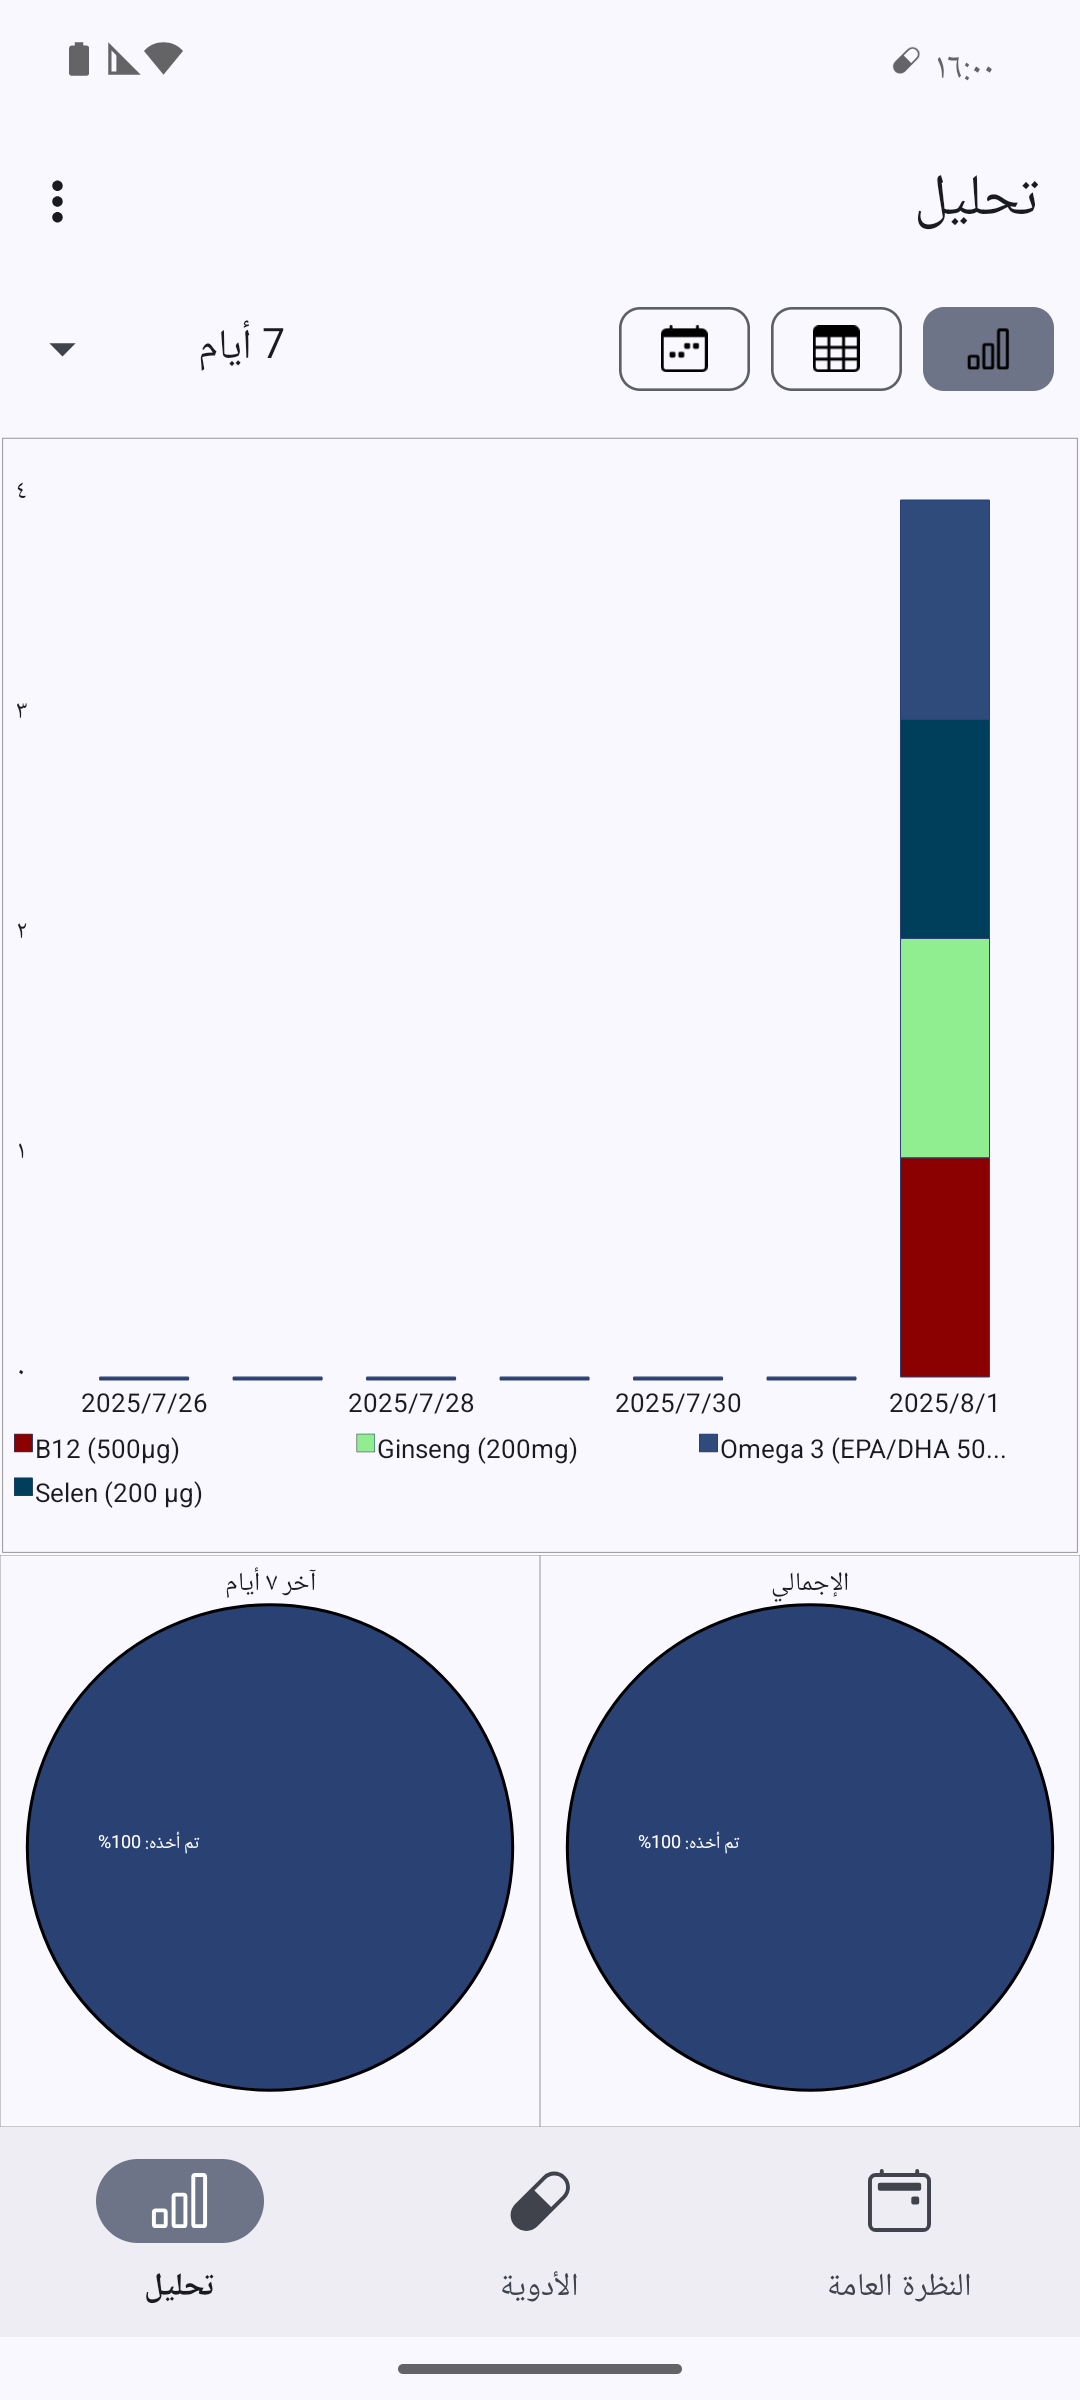 ١٦:٠٠
تحليل
7 أيام
٤
٣
٢
١
٠
2025/7/26 2025/7/28 2025/7/30 2025/8/1
B12 (500µg) Ginseng (200mg) Omega 3 (EPA/DHA 50...
Selen (200 µg)
الإجمالي
تم أخذه: 100%
آخر ٧ أيام
تم أخذه: 100%
النظرة العامة
الأدوية
تحليل